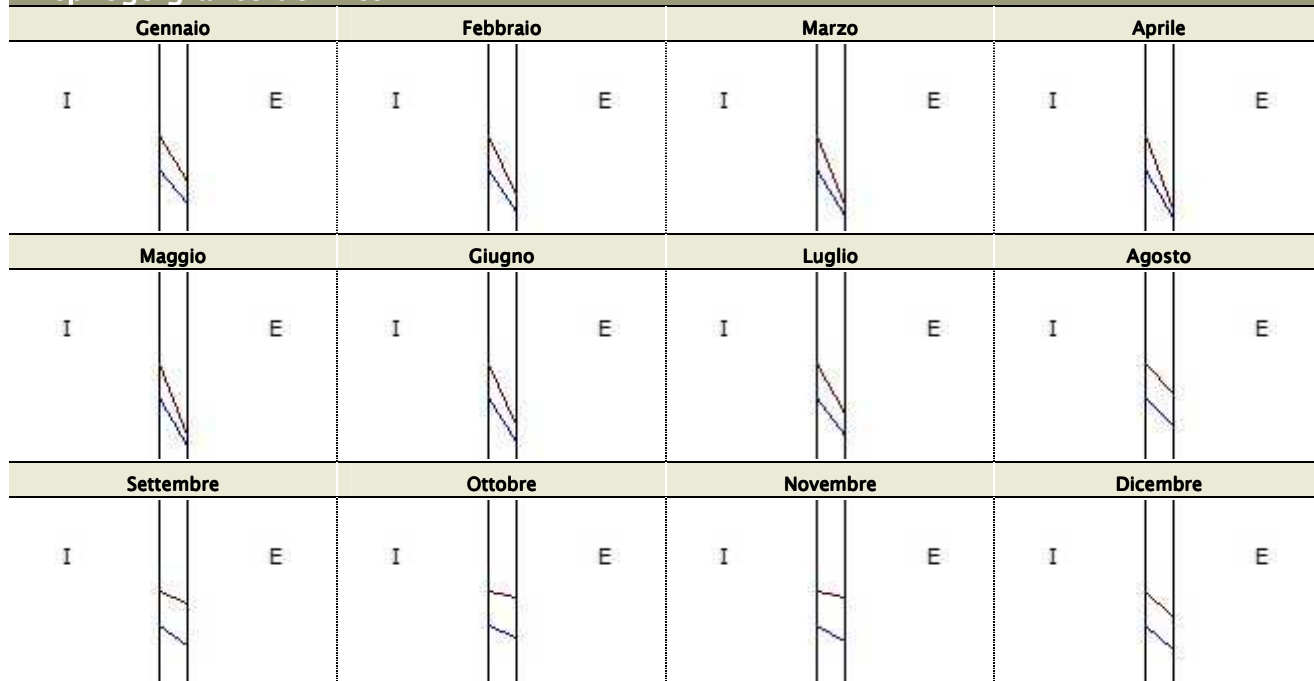 Gennaio Febbraio Marzo Aprile
I E I E I E I E
Maggio Giugno Luglio Agosto
I E I E I E I E
Settembre Ottobre Novembre Dicembre
I E I E I E I E